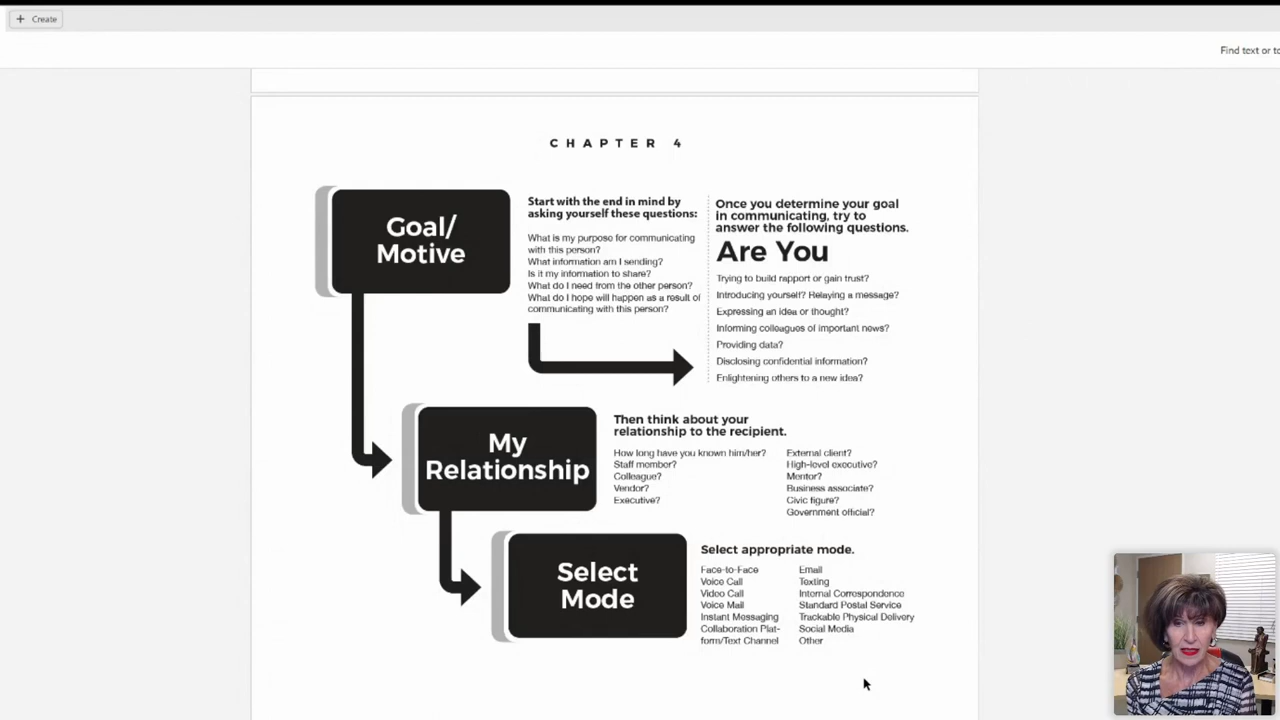 Create
Find text or to
CHAPTER 4
Goal/
Motive
Start with the end in mind by
asking yourself these questions:
What is my purpose for communicating
with this person?
What information am I sending?
Is it my information to share?
What do I need from the other person?
What do I hope will happen as a result of
communicating with this person?
Once you determine your goal
in communicating, try to
answer the following questions.
Are You
Trying to build rapport or gain trust?
Introducing yourself? Relaying a message?
Expressing an idea or thought?
Informing colleagues of important news?
Providing data?
Disclosing confidential information?
Enlightening others to a new idea?
My
Relationship
Then think about your
relationship to the recipient.
How long have you known him/her?
Staff member?
Colleague?
Vendor?
Executive?
External client?
High-level executive?
Mentor?
Business associate?
Civic figure?
Government official?
Select
Mode
Select appropriate mode.
Face-to-Face
Voice Call
Video Call
Voice Mail
Instant Messaging
Collaboration Plat-
form/Text Channel
Email
Texting
Internal Correspondence
Standard Postal Service
Trackable Physical Delivery
Social Media
Other